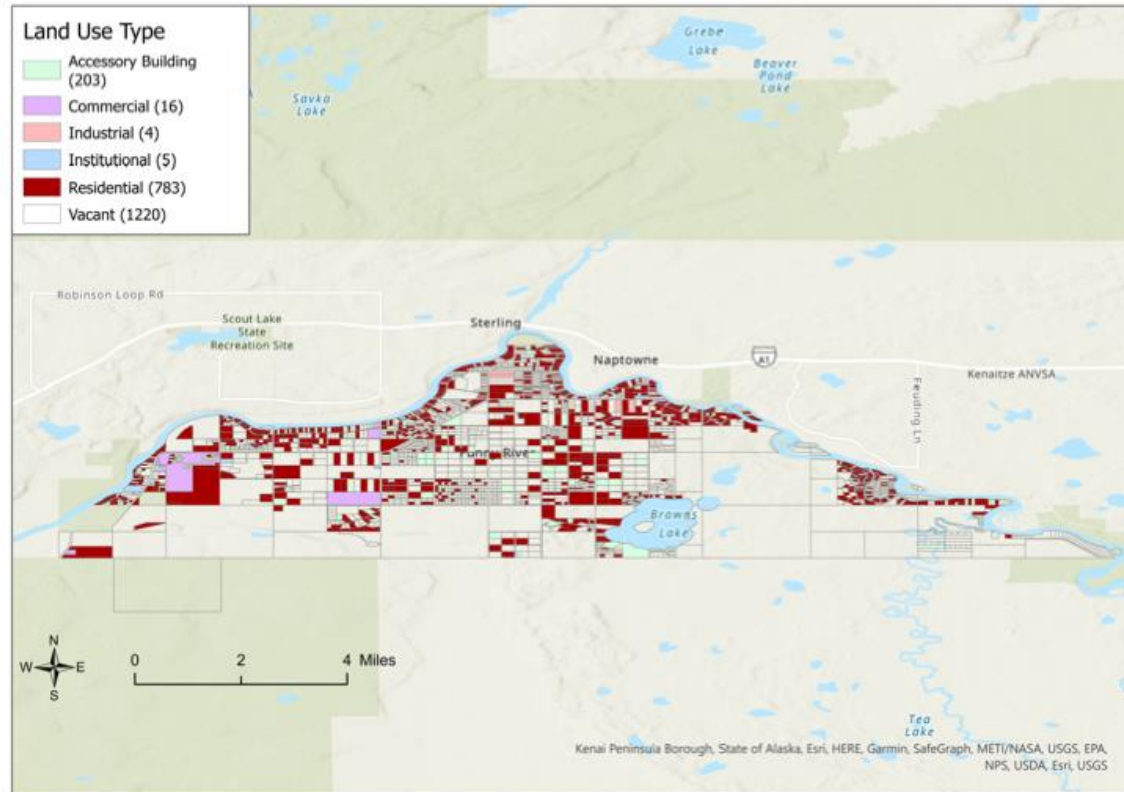 Land Use Type
Accessory Building
(203)
Commercial (16)
Industrial (4)
Institutional (5)
Residential (783)
Vacant (1220)
Grebe
Lake
Beaver
Pond
Lake
Savka
Lake
Robinson Loop Rd
Scout Lake
State
Recreation Site
Sterling
Naptowne
A1
Kenaitze ANVSA
Feuding Ln
Funny River
Browns
Lake
N
W
E
S
0
2
4 Miles
Tea
Lake
Kenai Peninsula Borough, State of Alaska, Esri, HERE, Garmin, SafeGraph, METI/NASA, USGS, EPA,
NPS, USDA, Esri, USGS